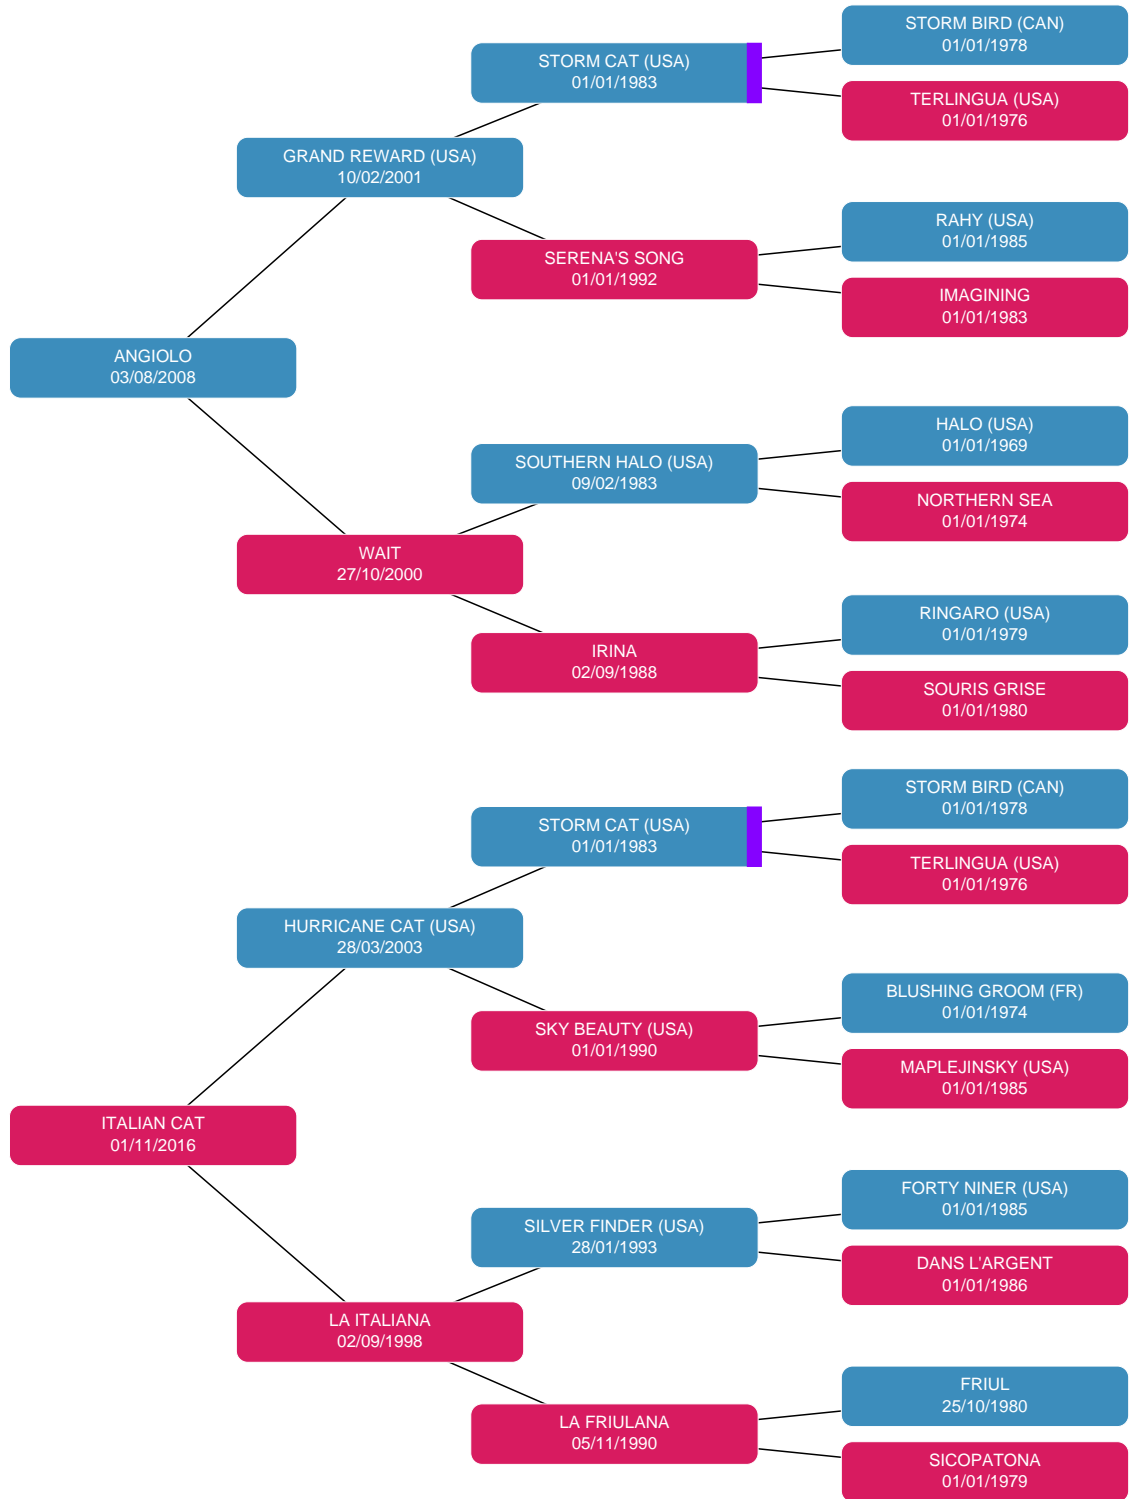 STORM BIRD (CAN)
01/01/1978
STORM CAT (USA)
01/01/1983
TERLINGUA (USA)
01/01/1976
GRAND REWARD (USA)
10/02/2001
RAHY (USA)
01/01/1985
SERENA'S SONG
01/01/1992
IMAGINING
01/01/1983
ANGIOLO
03/08/2008
HALO (USA)
01/01/1969
SOUTHERN HALO (USA)
09/02/1983
NORTHERN SEA
01/01/1974
WAIT
27/10/2000
RINGARO (USA)
01/01/1979
IRINA
02/09/1988
SOURIS GRISE
01/01/1980
STORM BIRD (CAN)
01/01/1978
STORM CAT (USA)
01/01/1983
TERLINGUA (USA)
01/01/1976
HURRICANE CAT (USA)
28/03/2003
BLUSHING GROOM (FR)
01/01/1974
SKY BEAUTY (USA)
01/01/1990
MAPLEJINSKY (USA)
01/01/1985
ITALIAN CAT
01/11/2016
FORTY NINER (USA)
01/01/1985
SILVER FINDER (USA)
28/01/1993
DANS L'ARGENT
01/01/1986
LA ITALIANA
02/09/1998
FRIUL
25/10/1980
LA FRIULANA
05/11/1990
SICOPATONA
01/01/1979